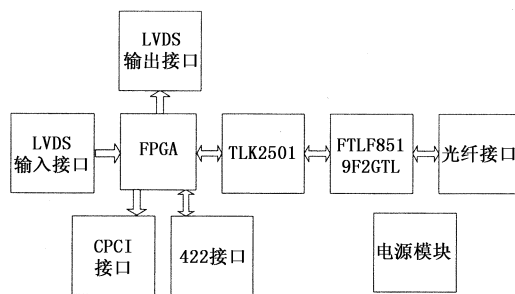 LVDS
输出接口
LVDS
输入接口
FPGA
TLK2501
FTLF851
9F2GTL
光纤接口
CPCI
接口
422接口
电源模块